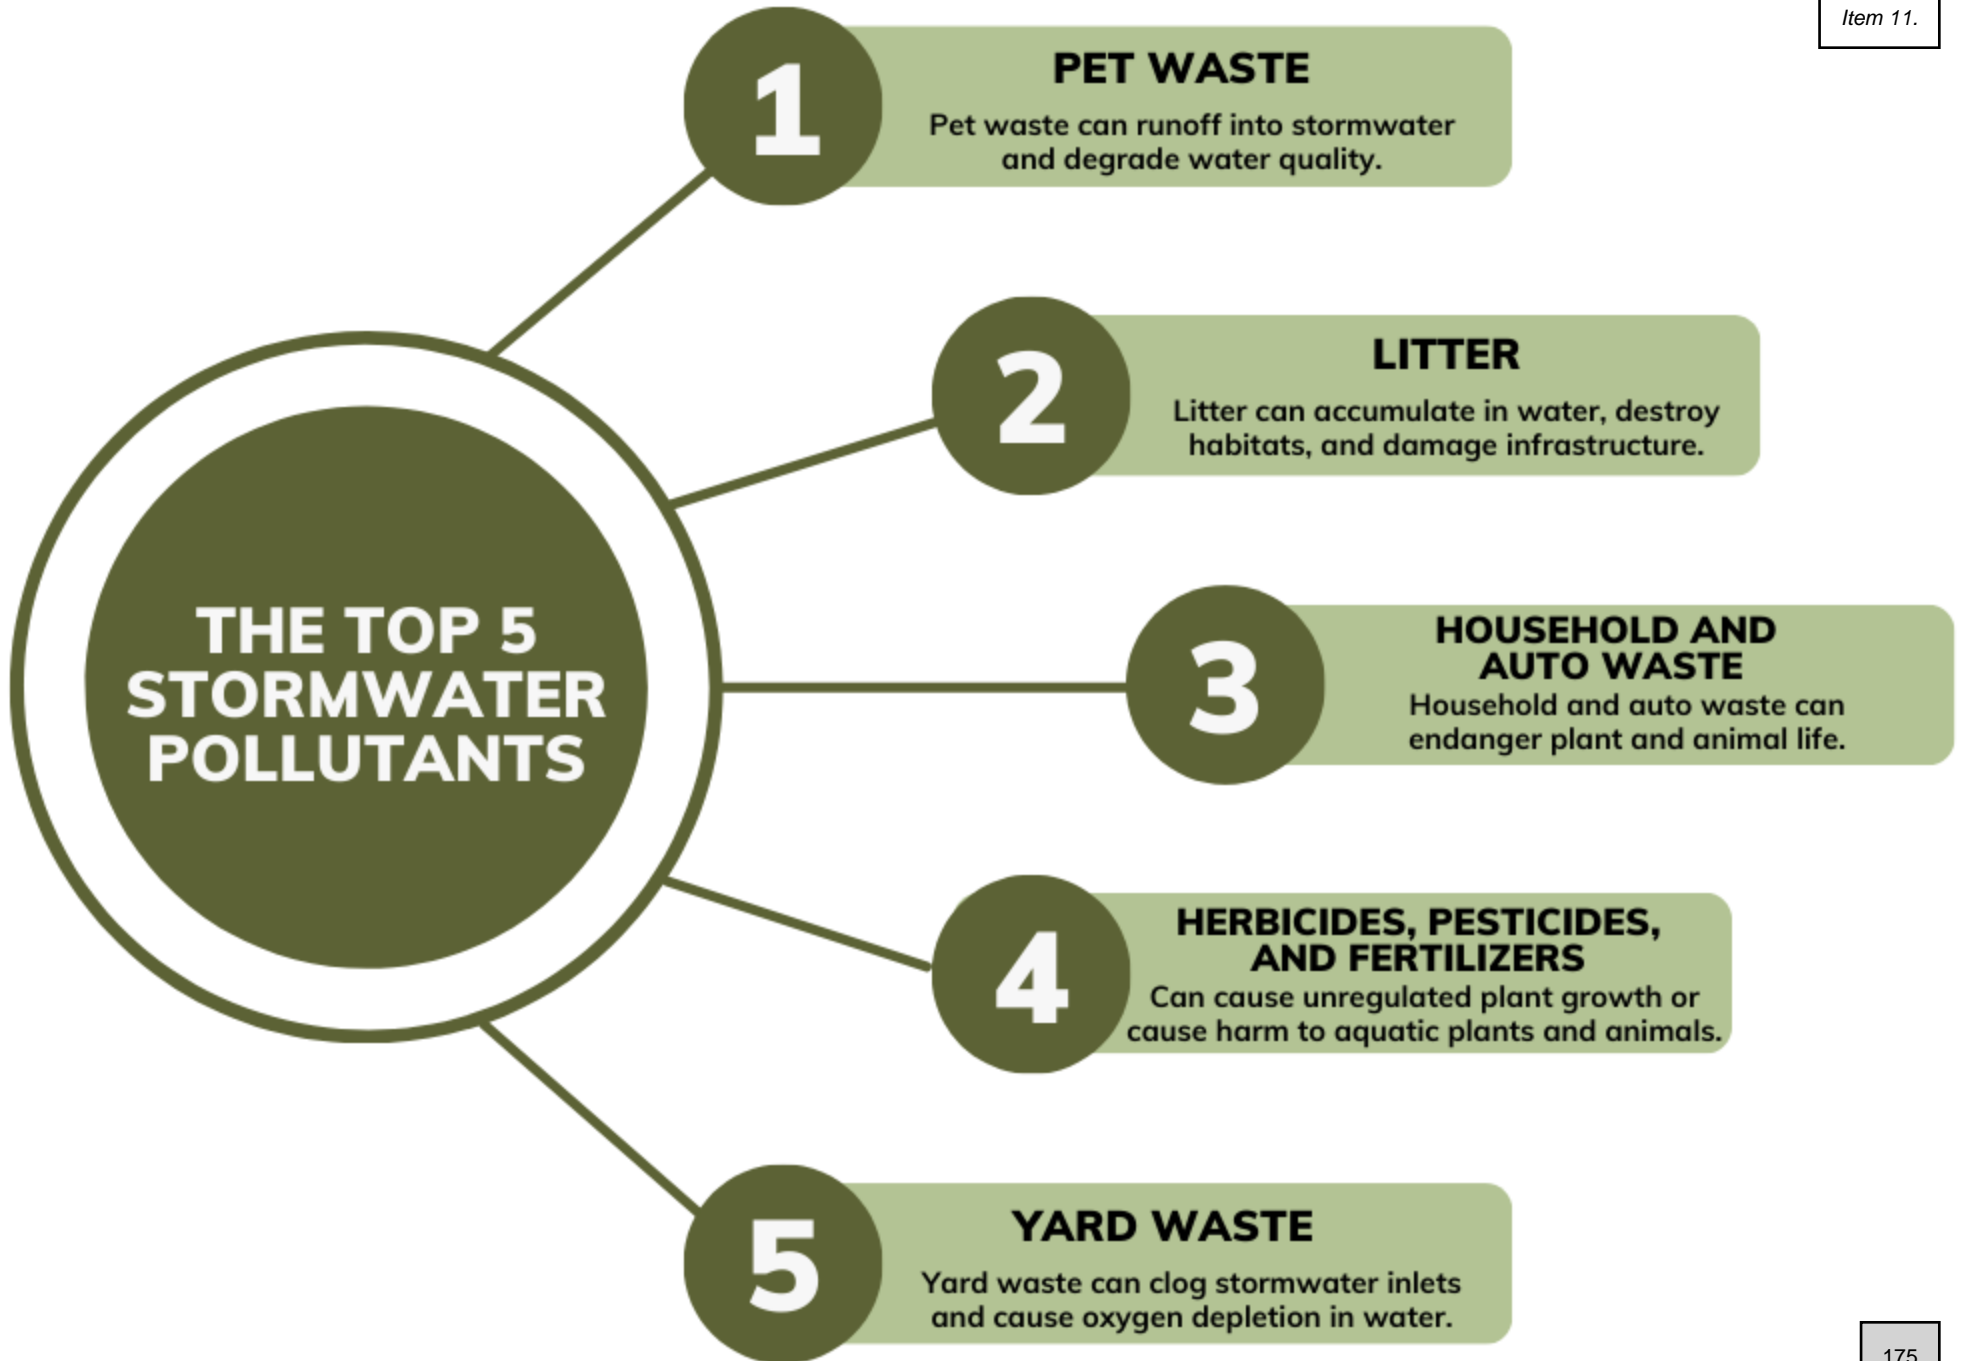 Item 11.
1
PET WASTE
Pet waste can runoff into stormwater
and degrade water quality.
2
LITTER
Litter can accumulate in water, destroy
habitats, and damage infrastructure.
THE TOP 5
STORMWATER
POLLUTANTS
3
HOUSEHOLD AND
AUTO WASTE
Household and auto waste can
endanger plant and animal life.
4
HERBICIDES, PESTICIDES,
AND FERTILIZERS
Can cause unregulated plant growth or
cause harm to aquatic plants and animals.
5
YARD WASTE
Yard waste can clog stormwater inlets
and cause oxygen depletion in water.
175